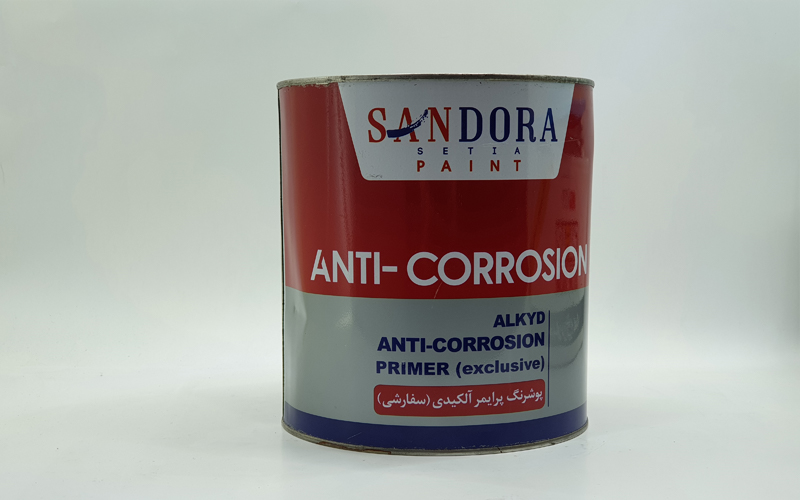 SANDORA
SETIA
PAINT
ANTI-CORROSION
ALKYD
ANTI-CORROSION
PRIMER (exclusive)
پوشرنگ پرایمر آلکیدی (سفارشی)